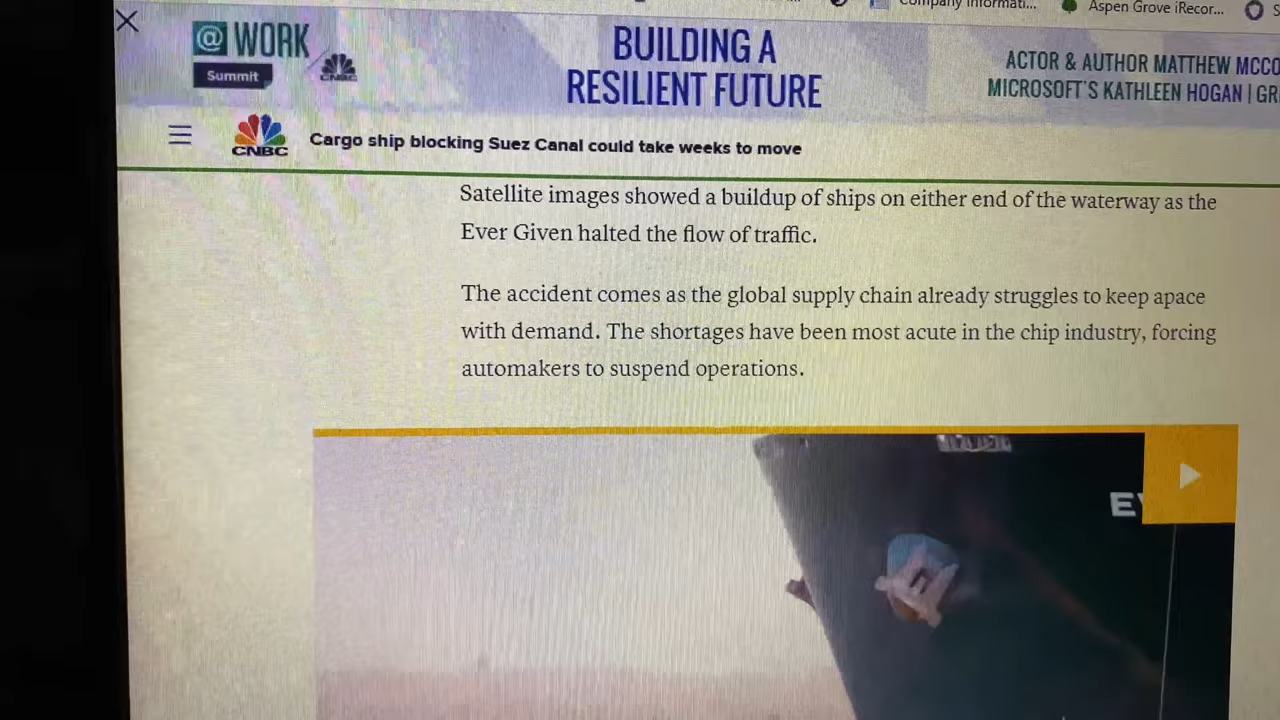 Company Informati...
Aspen Grove iRecor...
@ WORK
Summit
CNBC
BUILDING A
RESILIENT FUTURE
ACTOR & AUTHOR MATTHEW MCCO
MICROSOFT'S KATHLEEN HOGAN | GR
CNBC
Cargo ship blocking Suez Canal could take weeks to move
Satellite images showed a buildup of ships on either end of the waterway as the
Ever Given halted the flow of traffic.
The accident comes as the global supply chain already struggles to keep apace
with demand. The shortages have been most acute in the chip industry, forcing
automakers to suspend operations.
E